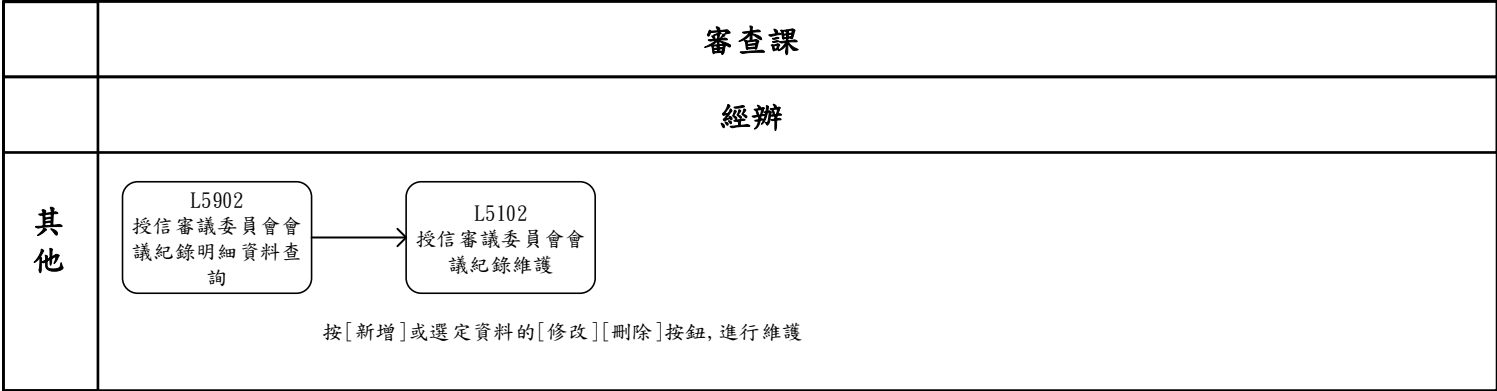 審查課
經辦
其
他
L5902
授信審議委員會會
議紀錄明細資料查
詢
L5102
授信審議委員會會
議紀錄維護
按[新增]或選定資料的[修改][刪除]按鈕,進行維護